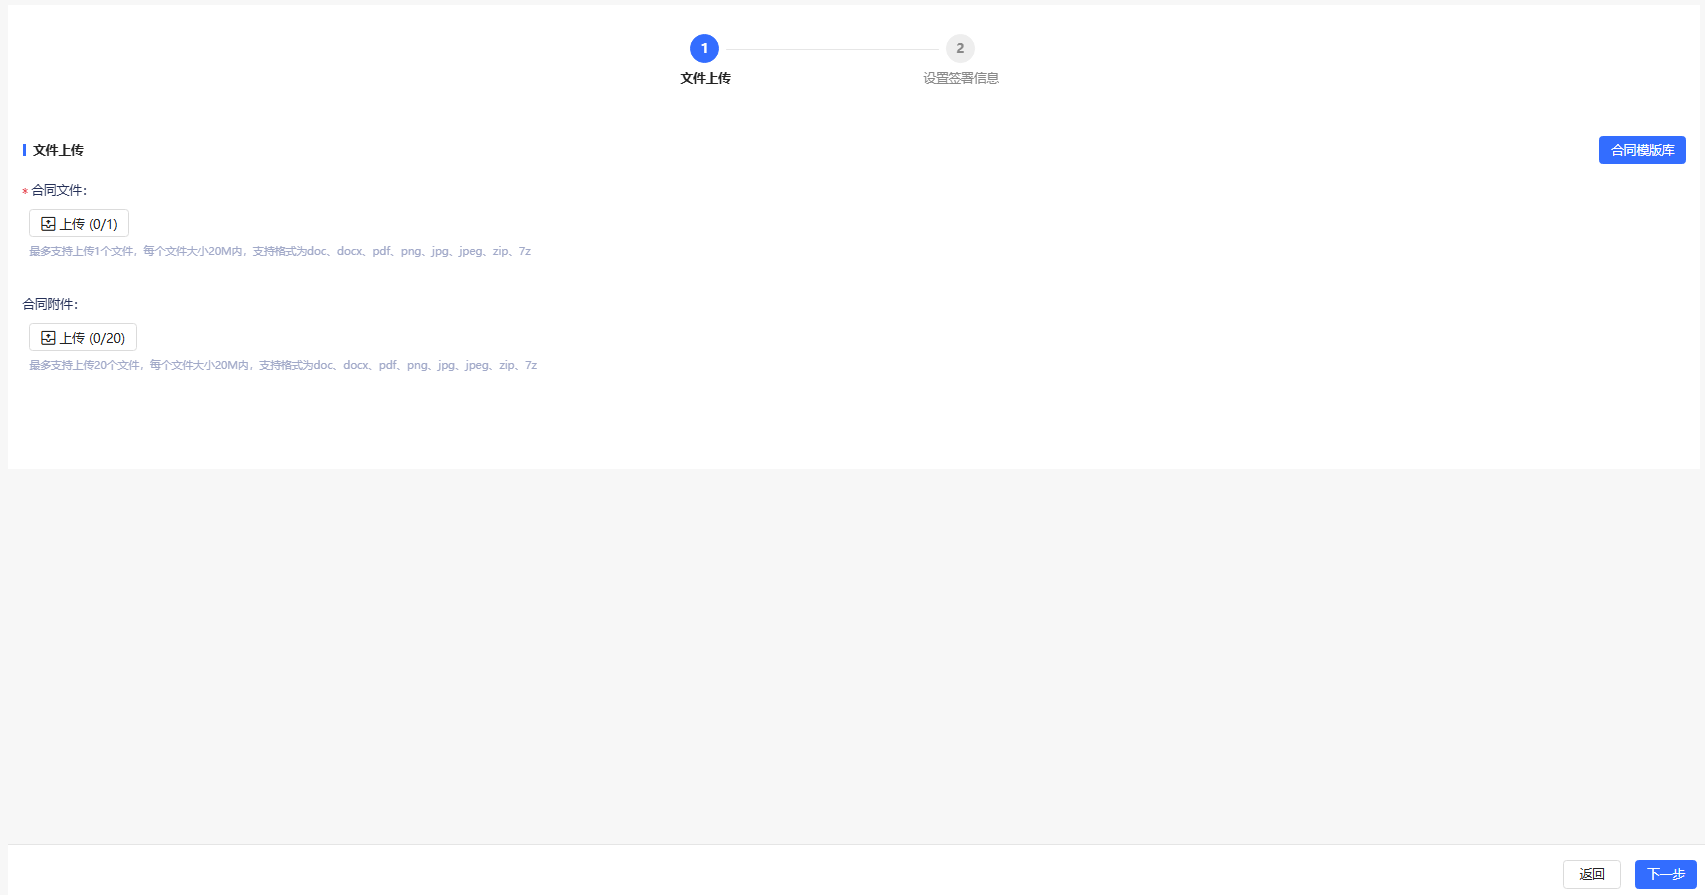 1
2
文件上传
设置签署信息
文件上传
合同模版库
* 合同文件:
上传 (0/1)
最多支持上传1个文件，每个文件大小20M内，支持格式为doc、docx、pdf、png、jpg、jpeg、zip、7z
合同附件:
上传 (0/20)
最多支持上传20个文件，每个文件大小20M内，支持格式为doc、docx、pdf、png、jpg、jpeg、zip、7z
返回
下一步